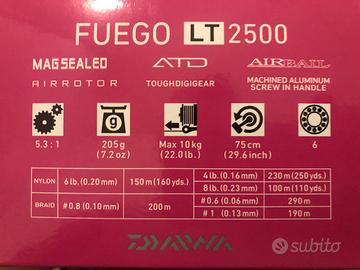 FUEGO LT 2500
MAGSEALED ATD AIRBAIL
AIRROTOR TOUGHDIGIGEAR MACHINED ALUMINUM
SCREW IN HANDLE
g
5.3 : 1 205g Max 10kg 75cm 6
(7.2 oz) (22.0 lb.) (29.6 inch)
NYLON 6 lb. (0.20 mm) 150 m (160 yds.) 4 lb. (0.16 mm) 230 m (250 yds.)
8 lb. (0.23 mm) 100 m (110 yds.)
BRAID #0.8 (0.10 mm) 200 m #0.6 (0.06 mm) 290 m
#1 (0.13 mm) 190 m
DAIWA
subito